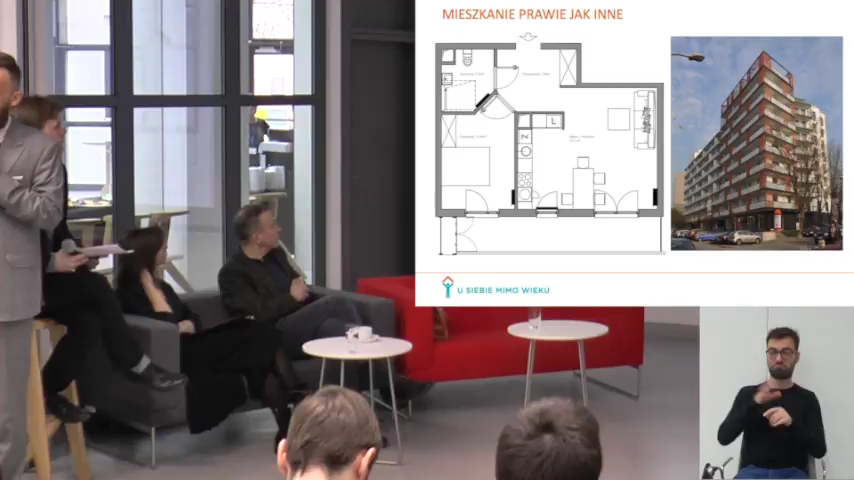 MIESZKANIE PRAWIE JAK INNE
U SIEBIE MIMO WIEKU